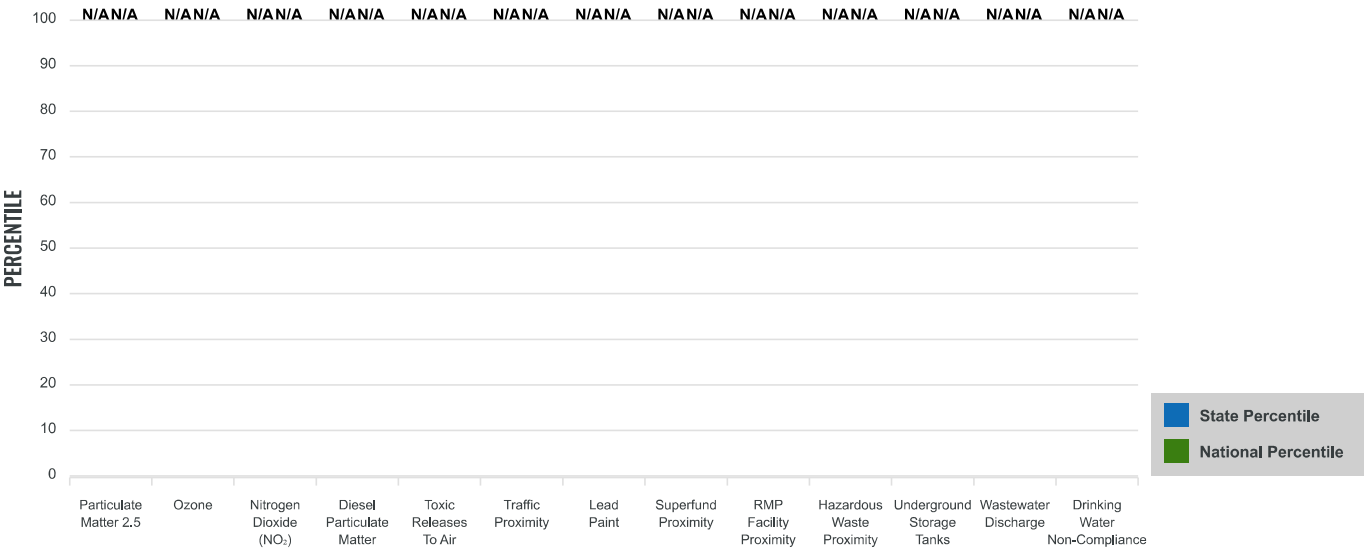 PERCENTILE
100
90
80
70
60
50
40
30
20
10
0
N/A N/A N/A N/A N/A N/A N/A N/A N/A N/A N/A N/A N/A N/A N/A N/A N/A N/A N/A N/A N/A N/A N/A N/A N/A N/A
Particulate
Matter 2.5
Ozone
Nitrogen
Dioxide
(NO₂)
Diesel
Particulate
Matter
Toxic
Releases
To Air
Traffic
Proximity
Lead
Paint
Superfund
Proximity
RMP
Facility
Proximity
Hazardous
Waste
Proximity
Underground
Storage
Tanks
Wastewater
Discharge
Drinking
Water
Non-Compliance
State Percentile
National Percentile